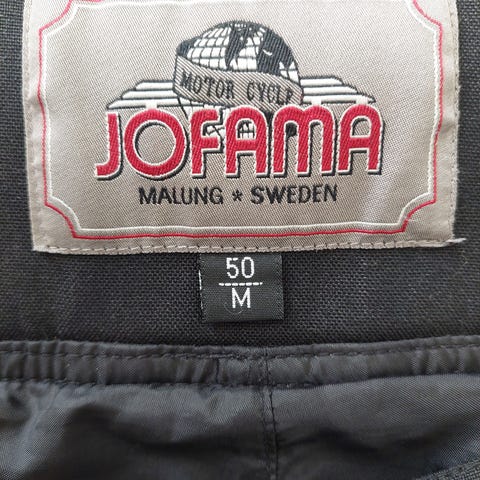 MOTOR CYCLE
JOFAMA
MALUNG * SWEDEN
50
M